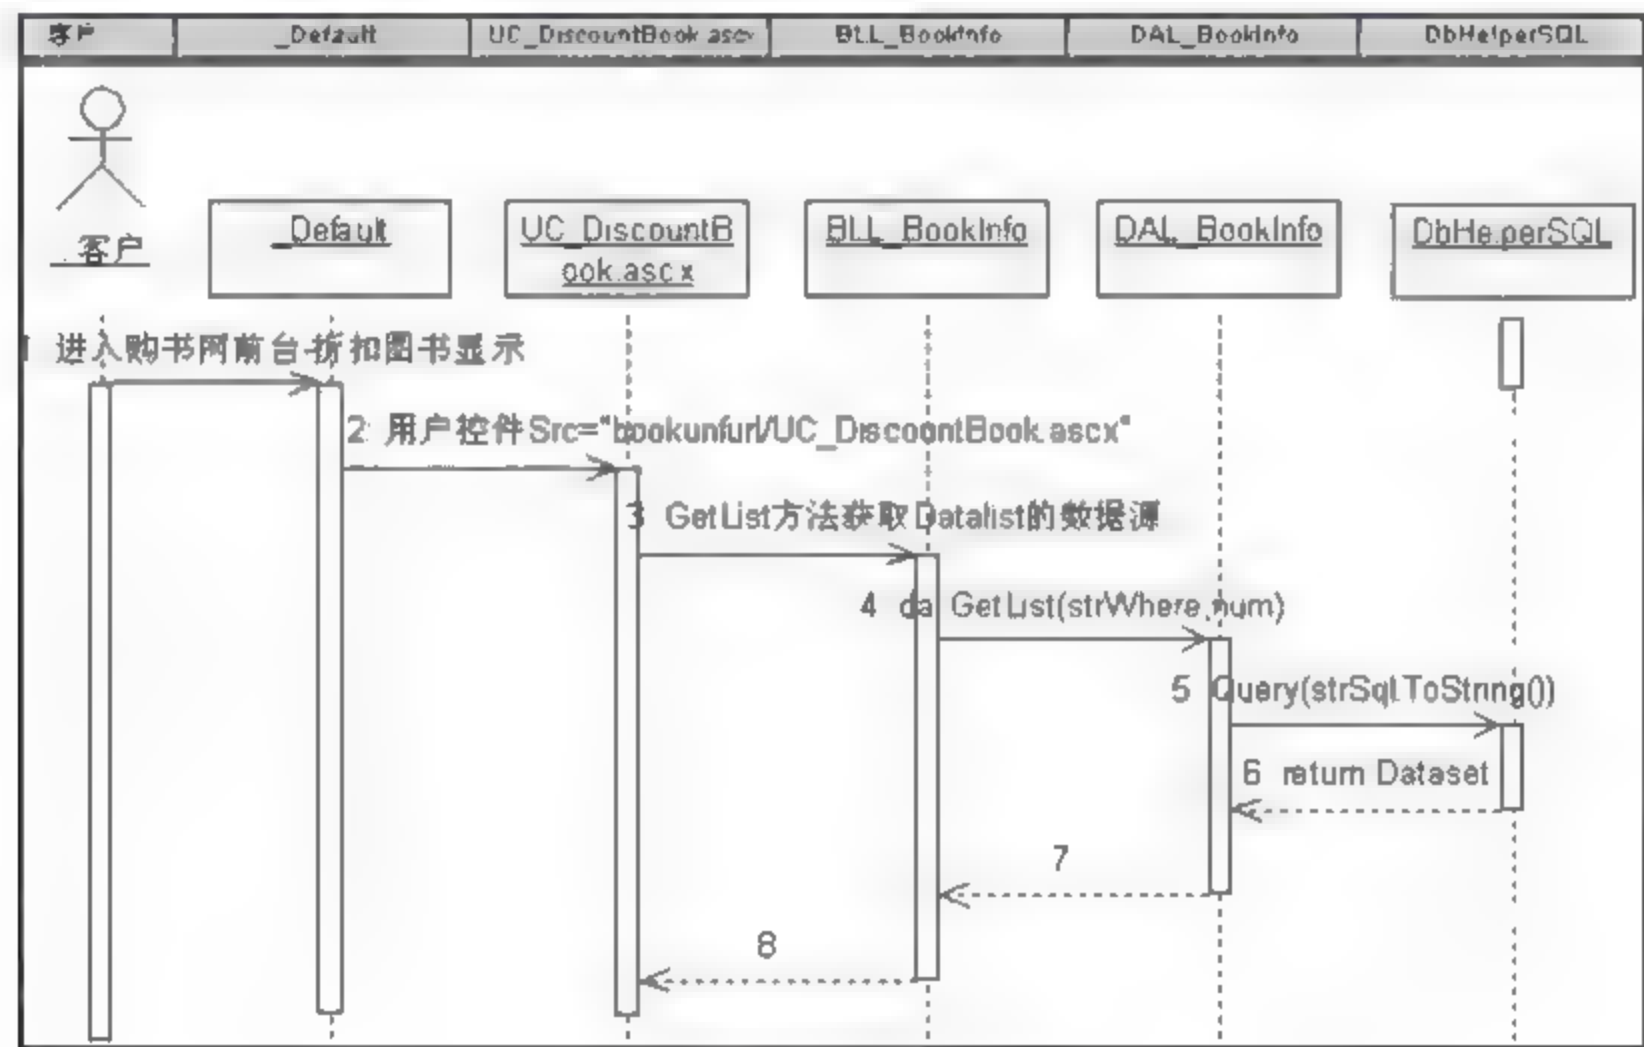 客户
_Default
UC_DiscountBook.ascx
BLL_BookInfo
DAL_BookInfo
DbHelperSQL
客户
_Default
UC_DiscountB
ook.ascx
BLL_BookInfo
DAL_BookInfo
DbHelperSQL
1 进入购书网前台-折扣图书显示
2: 用户控件Src="bookunfurl/UC_DiscountBook.ascx"
3 GetList方法获取Datalist的数据源
4 da GetList(strWhere,num)
5 Query(strSql.ToString())
6 return Dataset
7
8